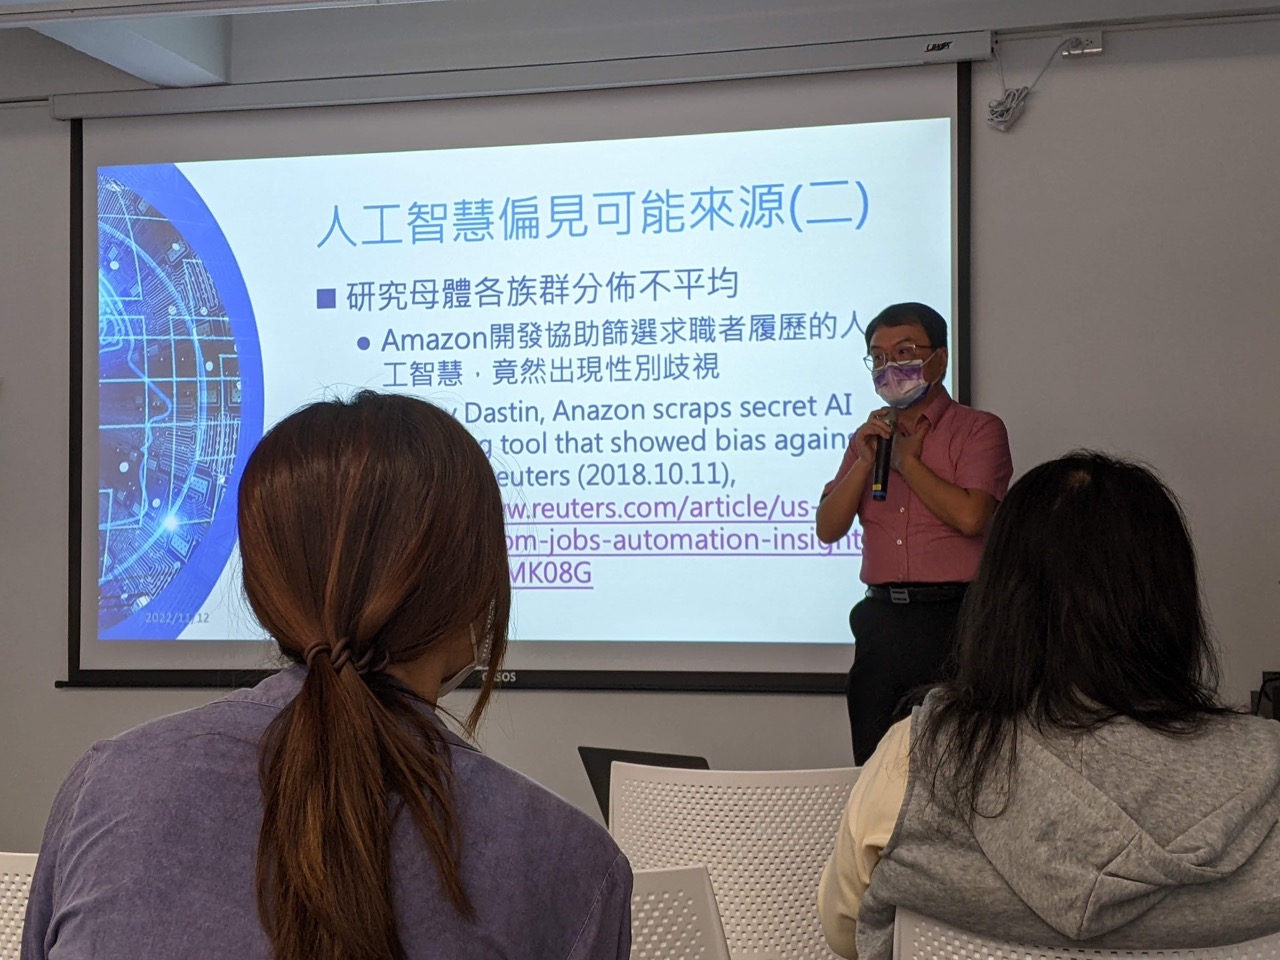 人工智慧偏見可能來源(二)
■ 研究母體各族群分佈不平均
● Amazon開發協助篩選求職者履歷的人
工智慧，竟然出現性別歧視
Dastin, Anazon scraps secret AI
tool that showed bias agains
euters (2018.10.11),
w.reuters.com/article/us-
om-jobs-automation-insight
MK08G
2022/11/12